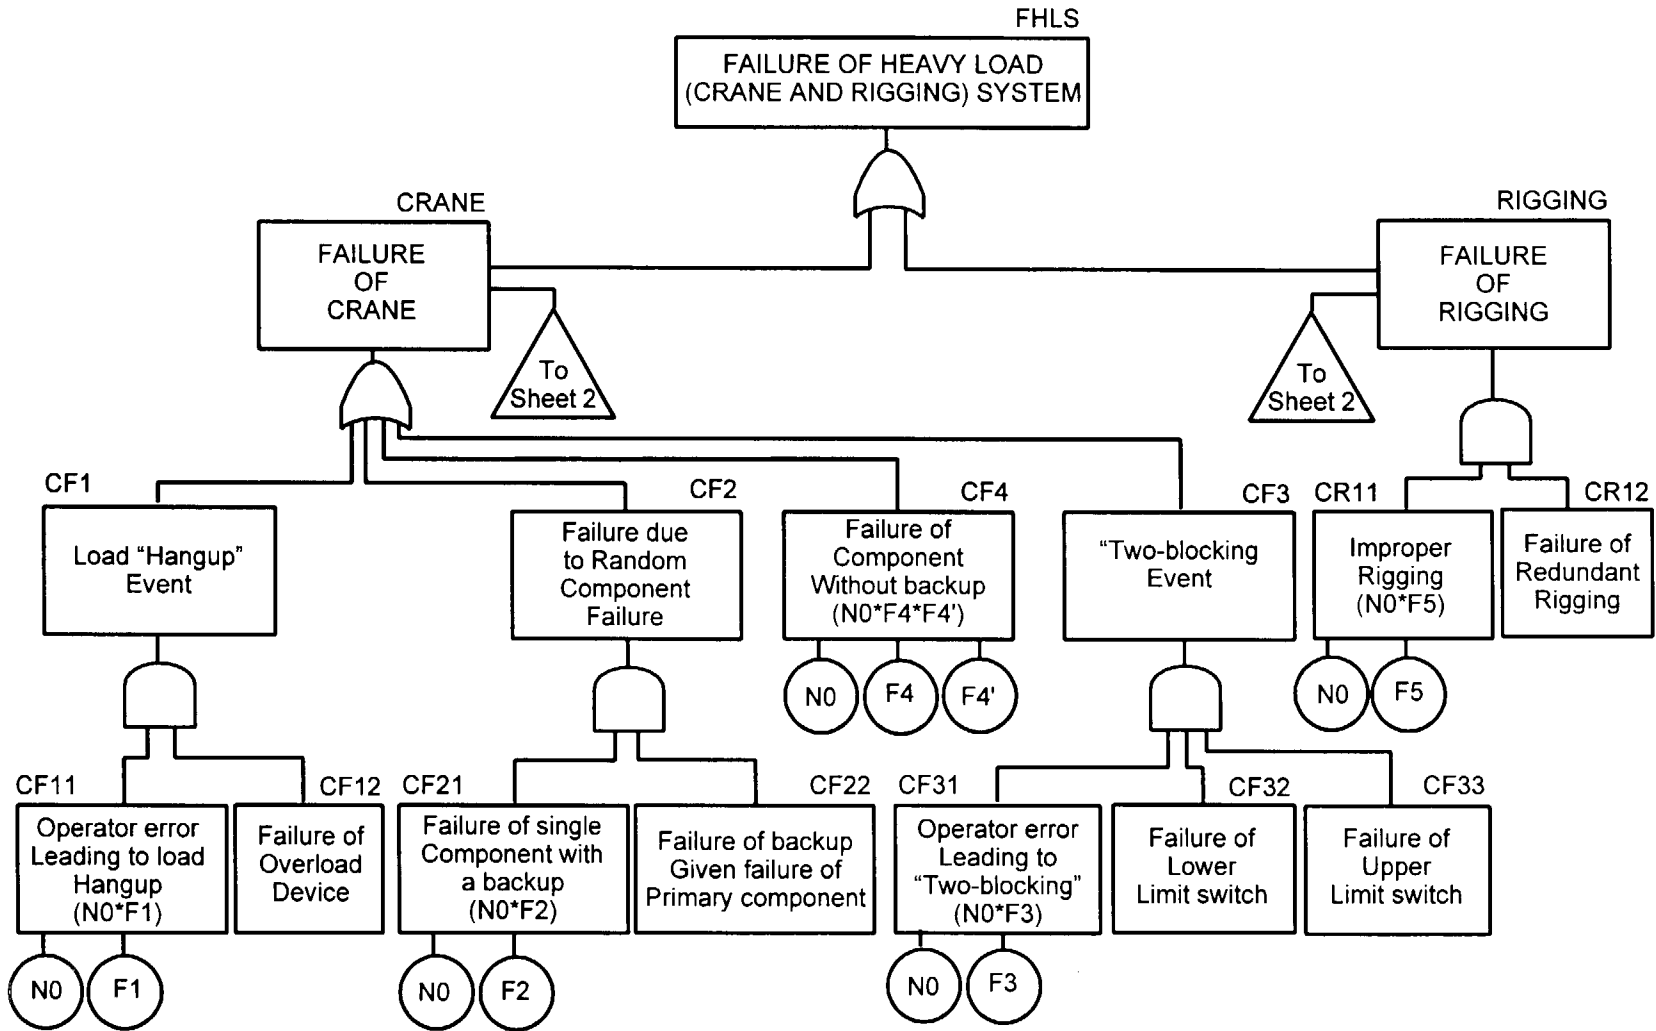 FHLS
FAILURE OF HEAVY LOAD
(CRANE AND RIGGING) SYSTEM
CRANE
FAILURE
OF
CRANE
To
Sheet 2
RIGGING
FAILURE
OF
RIGGING
To
Sheet 2
CF1
Load “Hangup”
Event
CF2
Failure due
to Random
Component
Failure
CF4
Failure of
Component
Without backup
(N0*F4*F4')
N0
F4
F4'
CF3
“Two-blocking
Event
CR11
Improper
Rigging
(N0*F5)
N0
F5
CR12
Failure of
Redundant
Rigging
CF11
Operator error
Leading to load
Hangup
(N0*F1)
N0
F1
CF12
Failure of
Overload
Device
CF21
Failure of single
Component with
a backup
(N0*F2)
N0
F2
CF22
Failure of backup
Given failure of
Primary component
CF31
Operator error
Leading to
“Two-blocking”
(N0*F3)
N0
F3
CF32
Failure of
Lower
Limit switch
CF33
Failure of
Upper
Limit switch